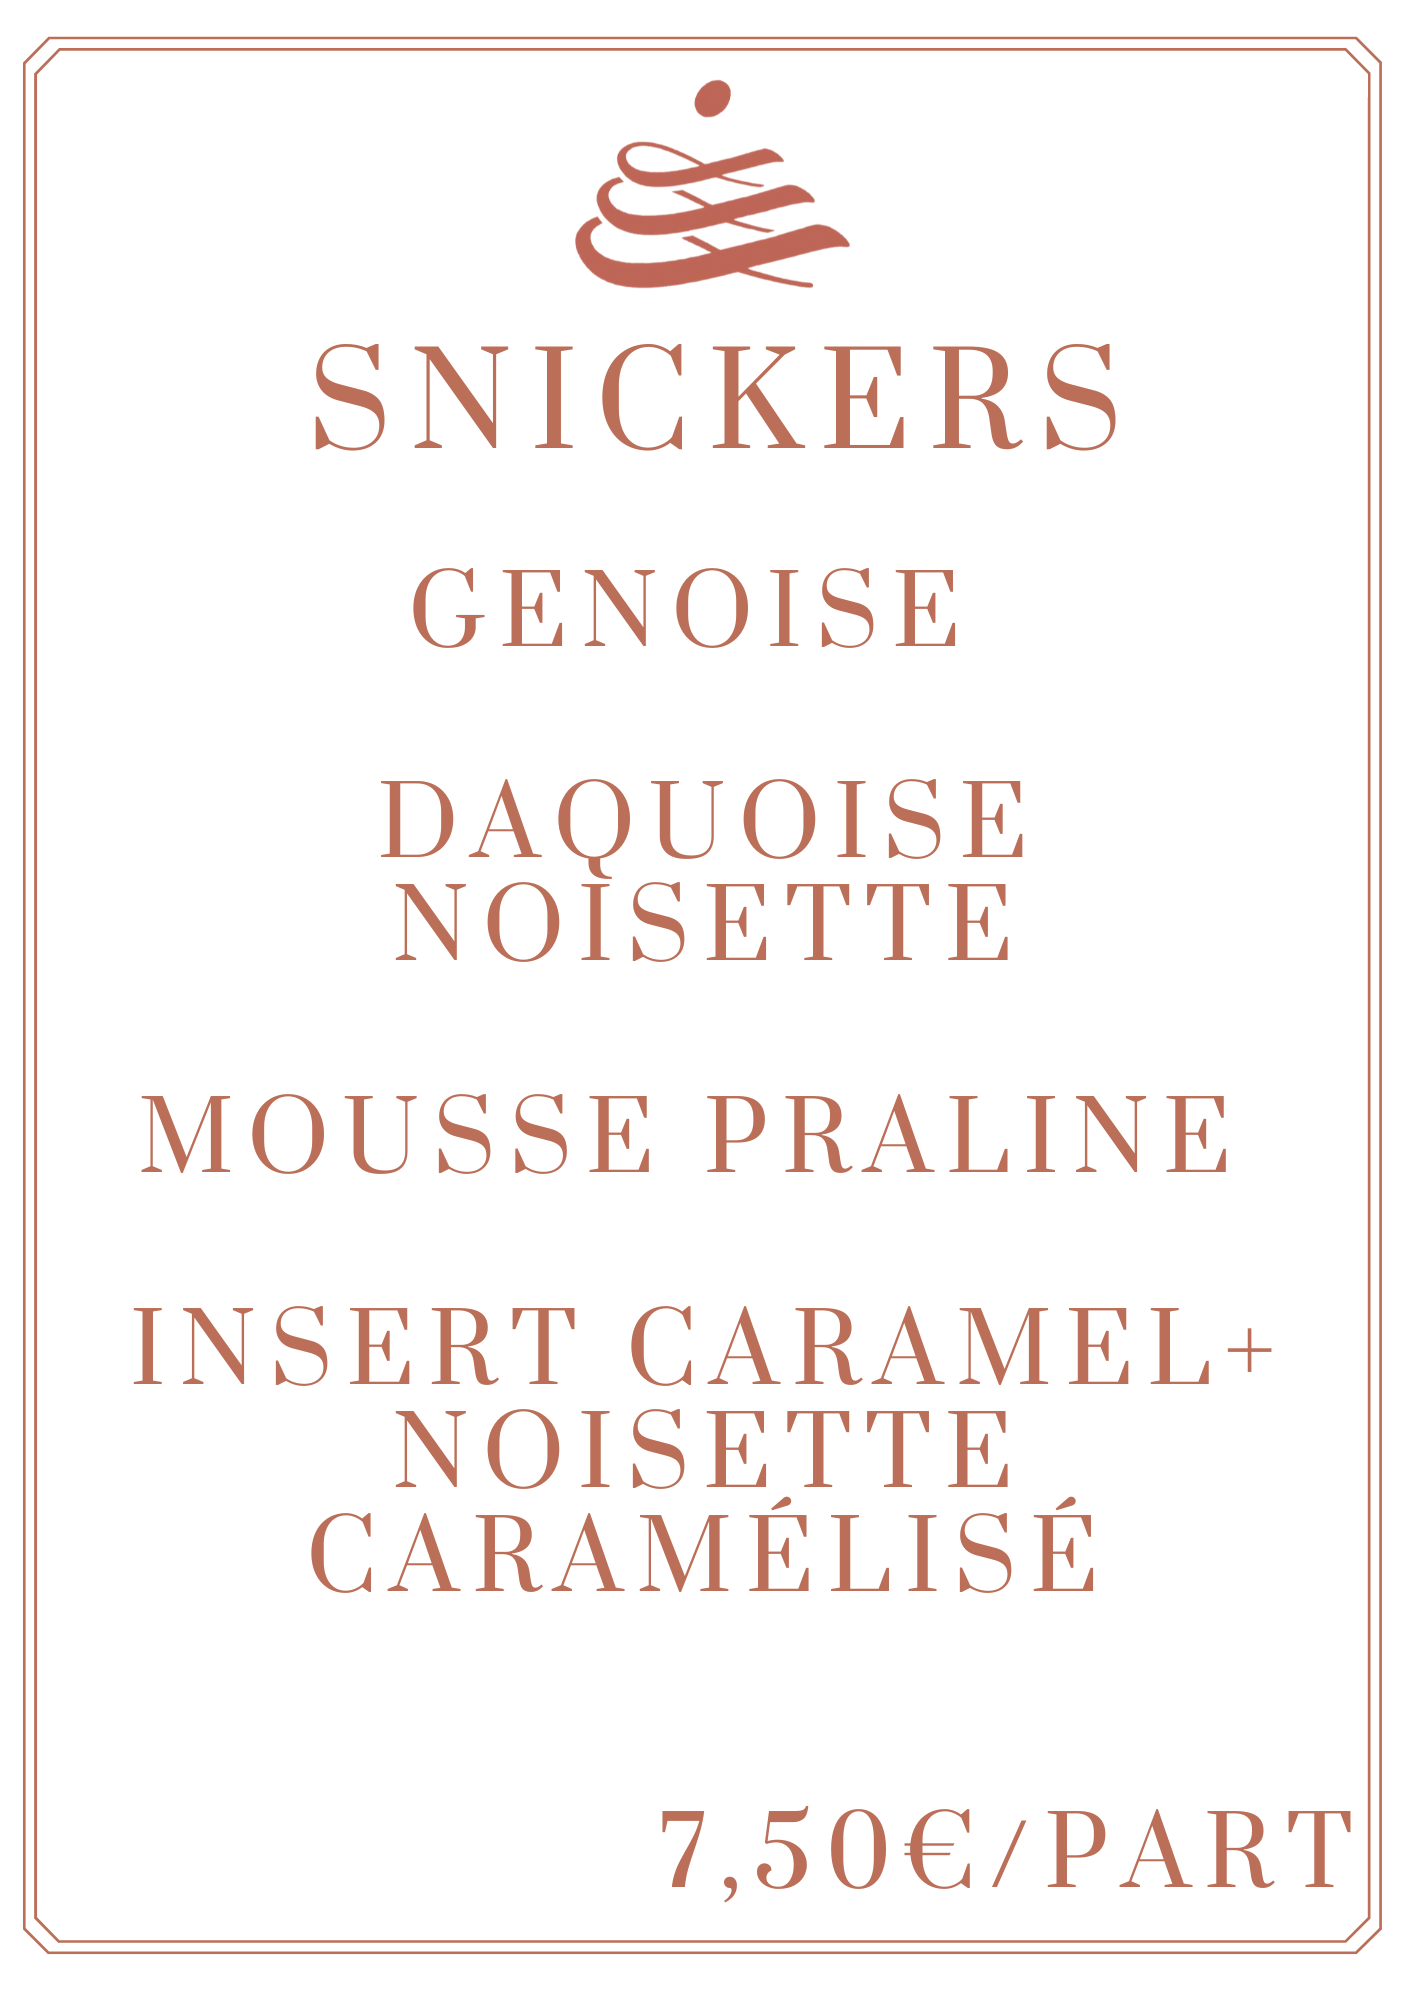 SNICKERS
GENOISE
DAQUOISE
NOISETTE
MOUSSE PRALINE
INSERT CARAMEL+
NOISETTE
CARAMÉLISÉ
7,50€/PART